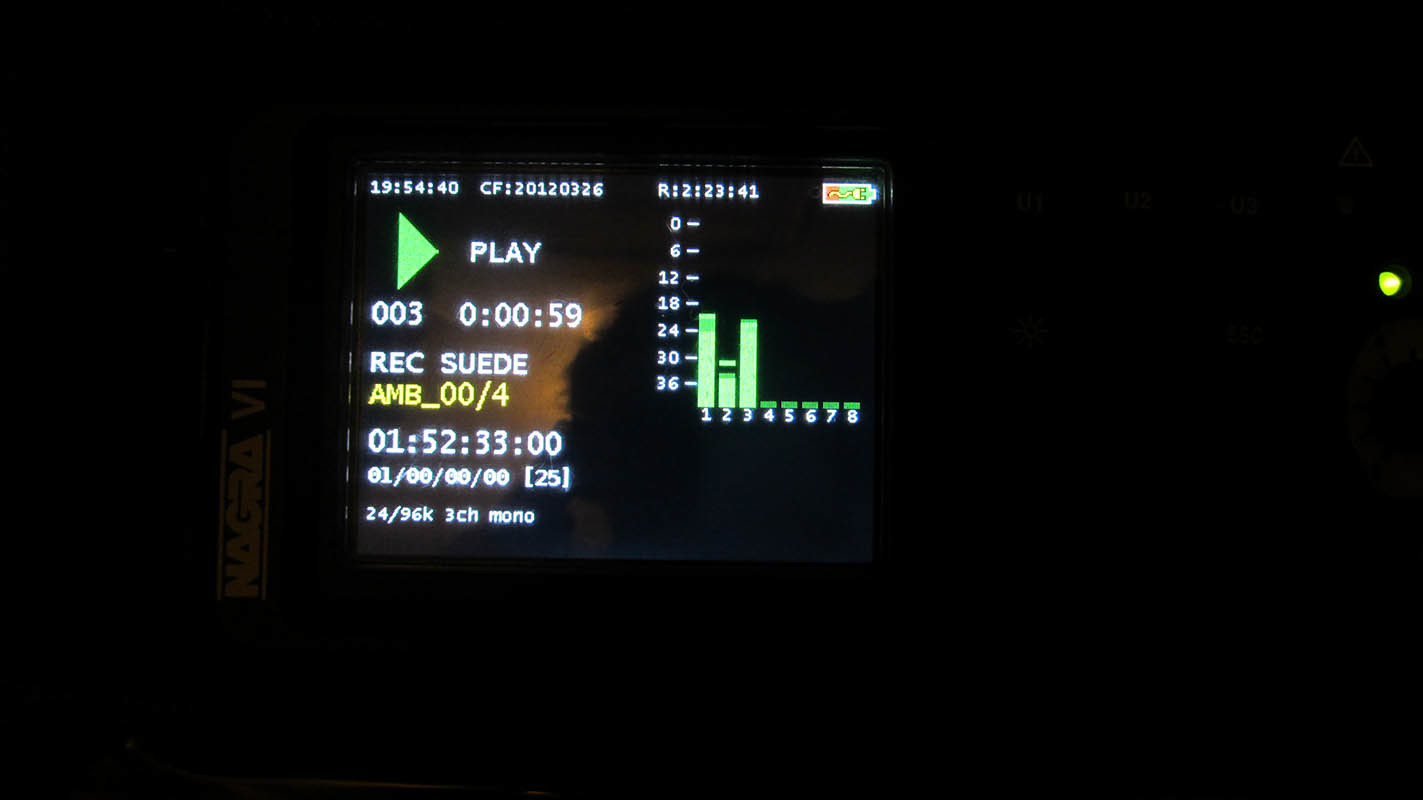 19:54:40 CF:20120326 R:2:23:41
PLAY
003 0:00:59
REC SUEDE
AMB_00/4
01:52:33:00
01/00/00/00 [25]
24/96k 3ch mono
0
6
12
18
24
30
36
1 2 3 4 5 6 7 8
NAGRA VI
U1 U2 U3
ESC